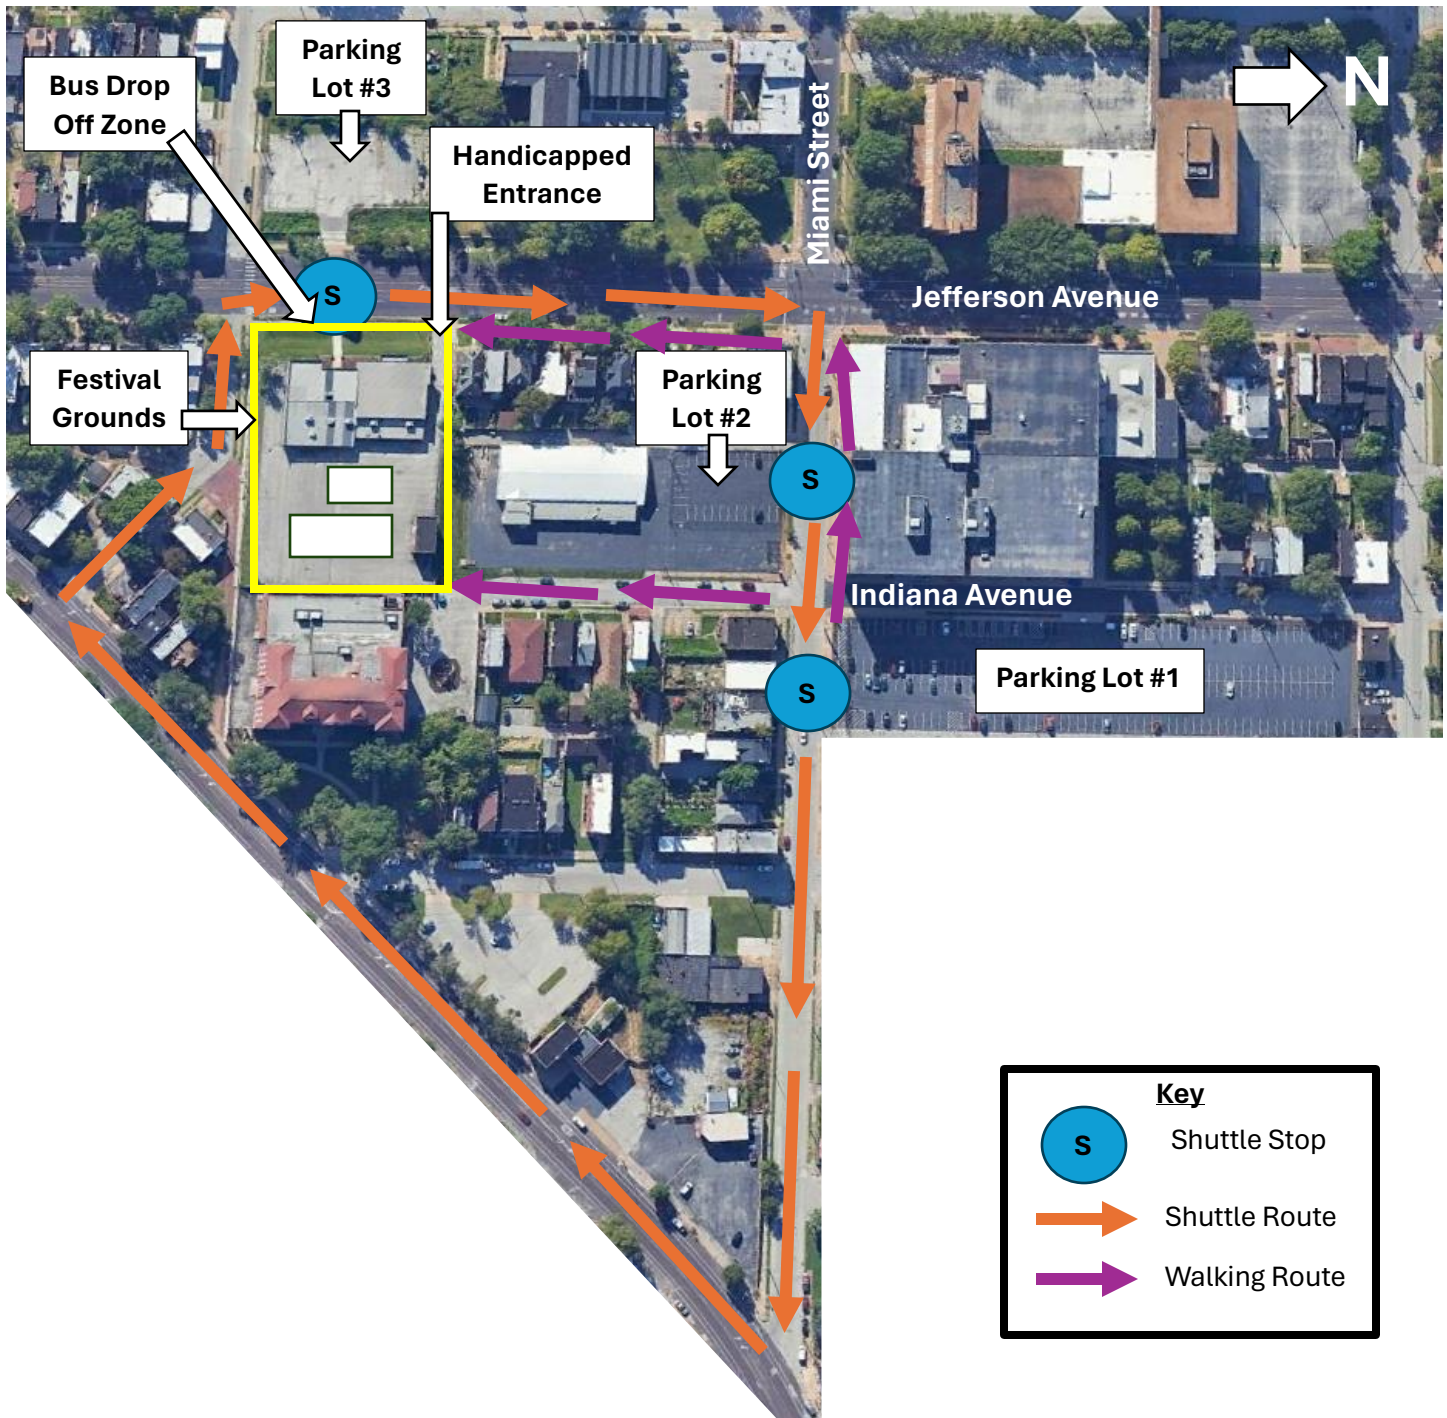 Parking
Lot #3
Bus Drop
Off Zone
Handicapped
Entrance
Miami Street
N
S
Jefferson Avenue
Festival
Grounds
Parking
Lot #2
S
Indiana Avenue
S
Parking Lot #1
Key
S
Shuttle Stop
Shuttle Route
Walking Route